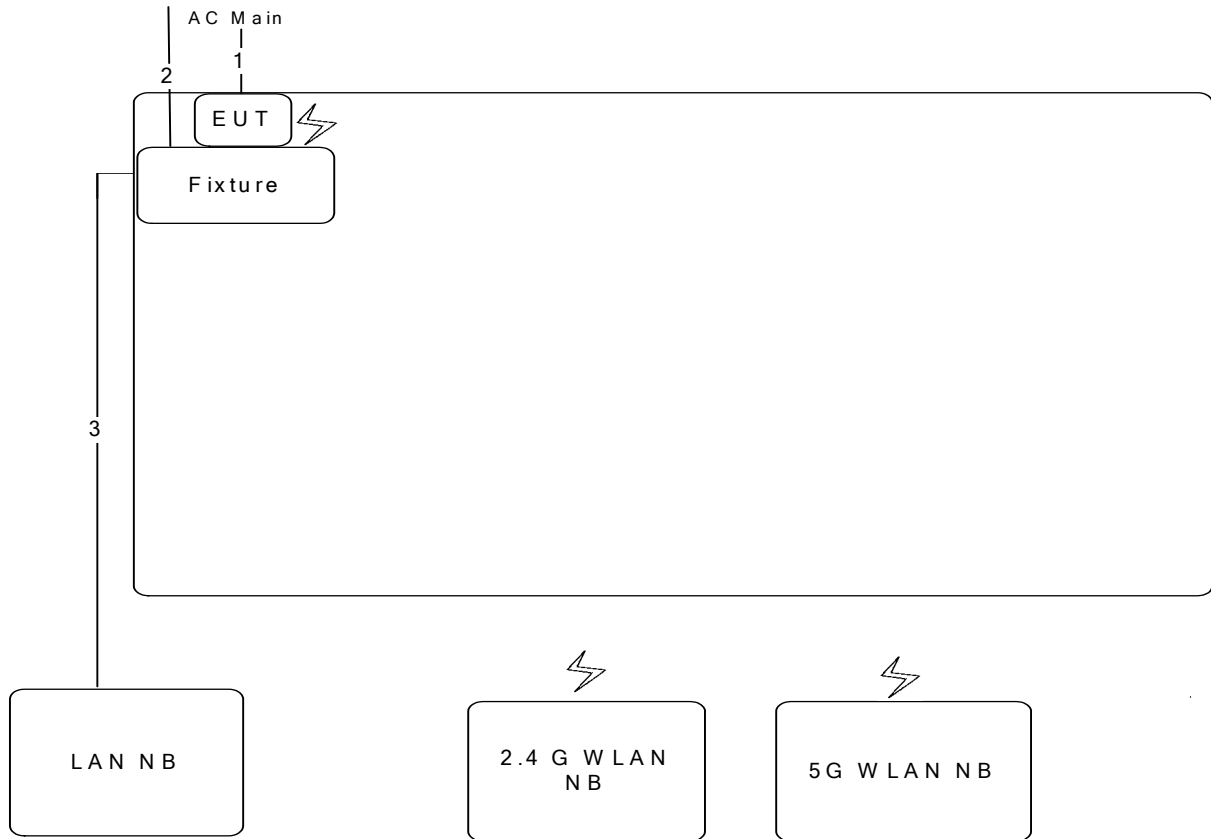 AC Main
1
2
EUT
Fixture
3
LAN NB
2.4 G WLAN
NB
5G WLAN NB